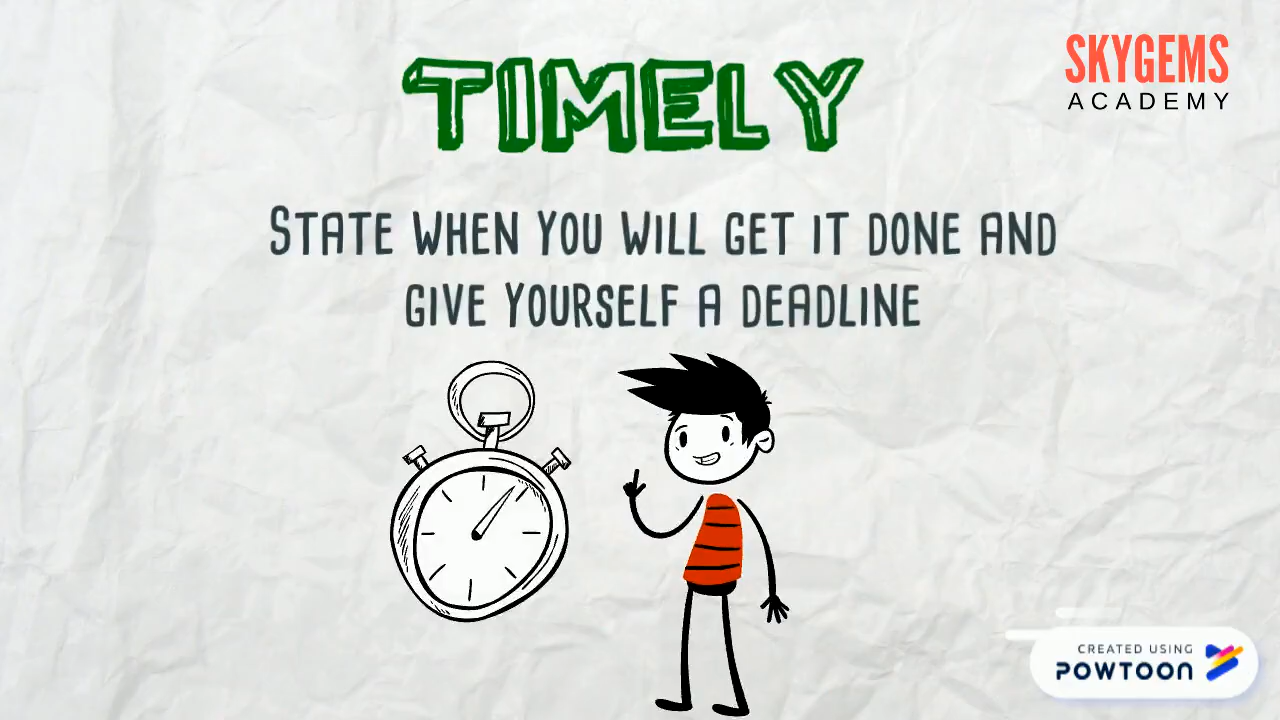 TIMELY
SKYGEMS
ACADEMY
STATE WHEN YOU WILL GET IT DONE AND
GIVE YOURSELF A DEADLINE
CREATED USING
POWTOON